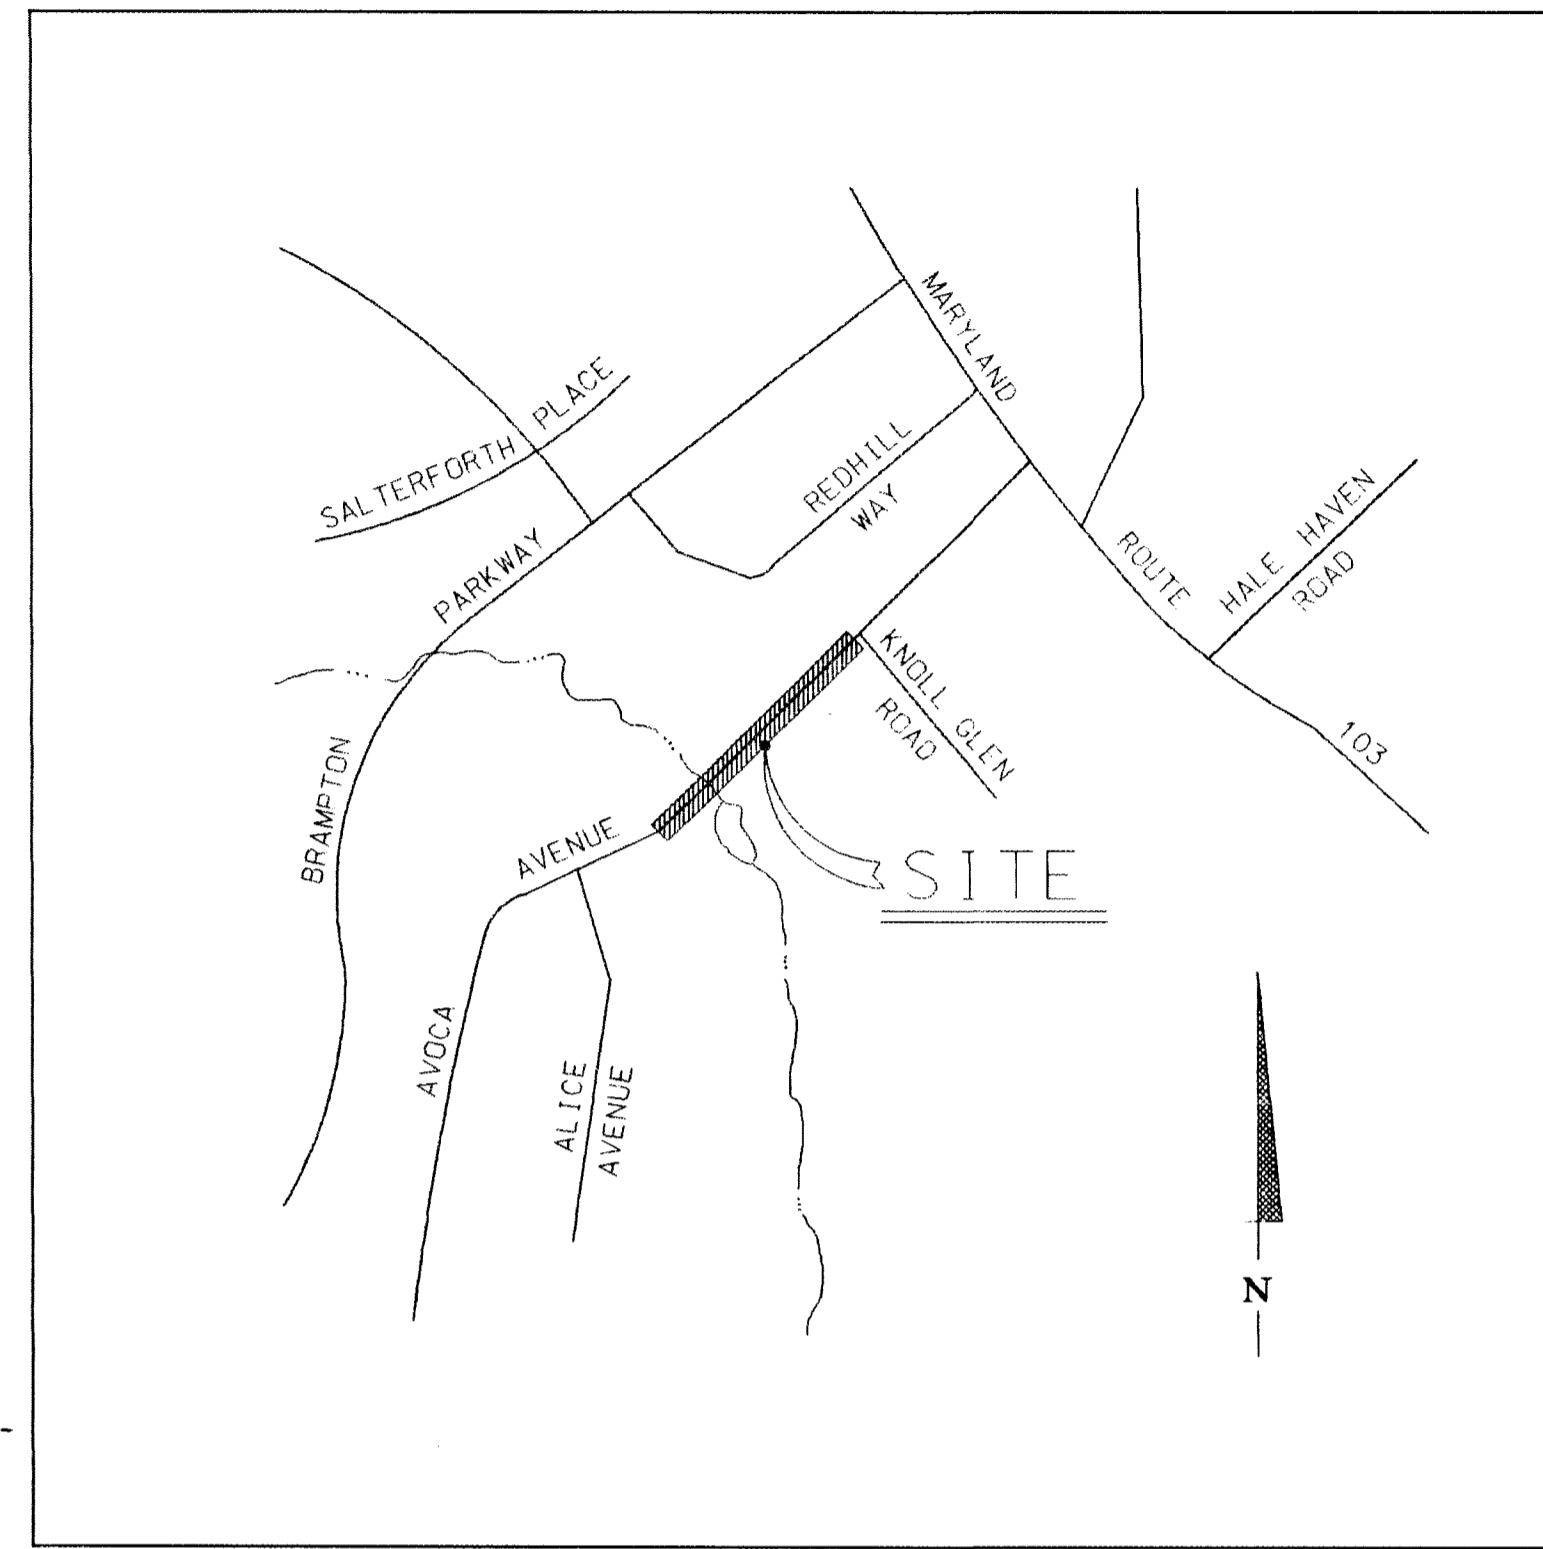 MARYLAND
ROUTE
103
SALTERFORTH PLACE
REDHILL
WAY
HALE HAVEN
ROAD
BRAMPTON
PARKWAY
KNOLL GLEN
ROAD
AVOCA
AVENUE
SITE
ALICE
AVENUE
N